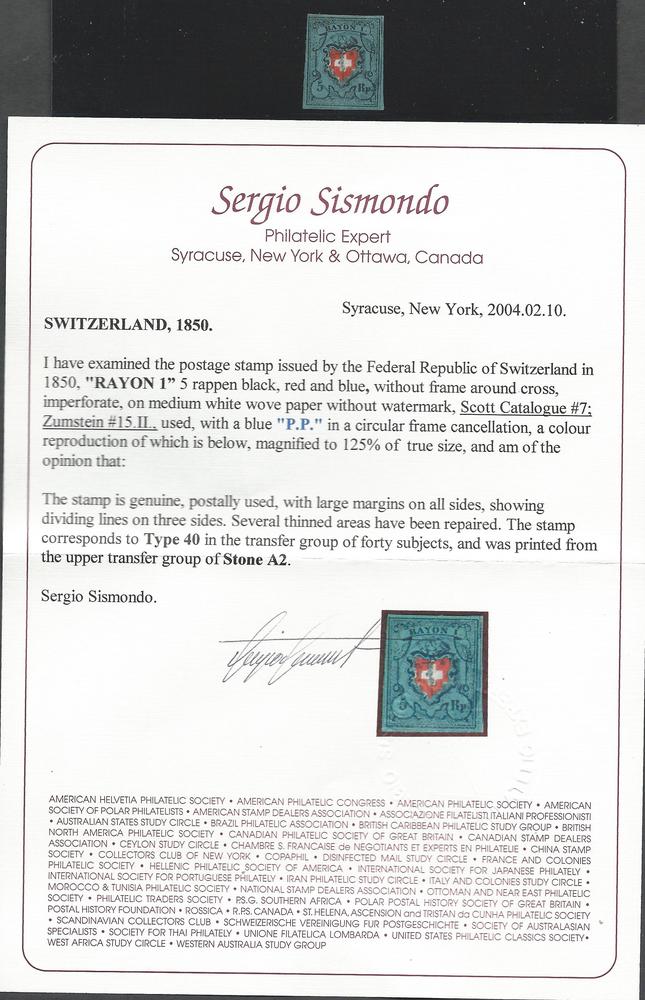 RAYON I
5 Rp.
Sergio Sismondo
Philatelic Expert
Syracuse, New York & Ottawa, Canada
Syracuse, New York, 2004.02.10.
SWITZERLAND, 1850.
I have examined the postage stamp issued by the Federal Republic of Switzerland in
1850, "RAYON 1" 5 rappen black, red and blue, without frame around cross,
imperforate, on medium white wove paper without watermark, Scott Catalogue #7;
Zumstein #15.II., used, with a blue "P.P." in a circular frame cancellation, a colour
reproduction of which is below, magnified to 125% of true size, and am of the
opinion that:
The stamp is genuine, postally used, with large margins on all sides, showing
dividing lines on three sides. Several thinned areas have been repaired. The stamp
corresponds to Type 40 in the transfer group of forty subjects, and was printed from
the upper transfer group of Stone A2.
Sergio Sismondo.
RAYON I
5 Rp.
AMERICAN HELVETIA PHILATELIC SOCIETY • AMERICAN PHILATELIC CONGRESS • AMERICAN PHILATELIC SOCIETY • AMERICAN
SOCIETY OF POLAR PHILATELISTS • AMERICAN STAMP DEALERS ASSOCIATION • ASSOCIAZIONE FILATELISTI ITALIANI PROFESSIONISTI
• AUSTRALIAN STATES STUDY CIRCLE • BRAZIL PHILATELIC ASSOCIATION • BRITISH CARIBBEAN PHILATELIC STUDY GROUP • BRITISH
NORTH AMERICA PHILATELIC SOCIETY • CANADIAN PHILATELIC SOCIETY OF GREAT BRITAIN • CANADIAN STAMP DEALERS
ASSOCIATION • CEYLON STUDY CIRCLE • CHAMBRE S. FRANCAISE de NEGOTIANTS ET EXPERTS EN PHILATELIE • CHINA STAMP
SOCIETY • COLLECTORS CLUB OF NEW YORK • COPAPHIL • DISINFECTED MAIL STUDY CIRCLE • FRANCE AND COLONIES
PHILATELIC SOCIETY • HELLENIC PHILATELIC SOCIETY OF AMERICA • INTERNATIONAL SOCIETY FOR JAPANESE PHILATELY •
INTERNATIONAL SOCIETY FOR PORTUGUESE PHILATELY • IRAN PHILATELIC STUDY CIRCLE • ITALY AND COLONIES STUDY CIRCLE •
MOROCCO & TUNISIA PHILATELIC SOCIETY • NATIONAL STAMP DEALERS ASSOCIATION • OTTOMAN AND NEAR EAST PHILATELIC
SOCIETY • PHILATELIC TRADERS SOCIETY • P.S.G. SOUTHERN AFRICA • POLAR POSTAL HISTORY SOCIETY OF GREAT BRITAIN •
POSTAL HISTORY FOUNDATION • ROSSICA • R.P.S. CANADA • ST. HELENA, ASCENSION and TRISTAN da CUNHA PHILATELIC SOCIETY
• SCANDINAVIAN COLLECTORS CLUB • SCHWEIZERISCHE VEREINIGUNG FUR POSTGESCHICHTE • SOCIETY OF AUSTRALASIAN
SPECIALISTS • SOCIETY FOR THAI PHILATELY • UNIONE FILATELICA LOMBARDA • UNITED STATES PHILATELIC CLASSICS SOCIETY•
WEST AFRICA STUDY CIRCLE • WESTERN AUSTRALIA STUDY GROUP